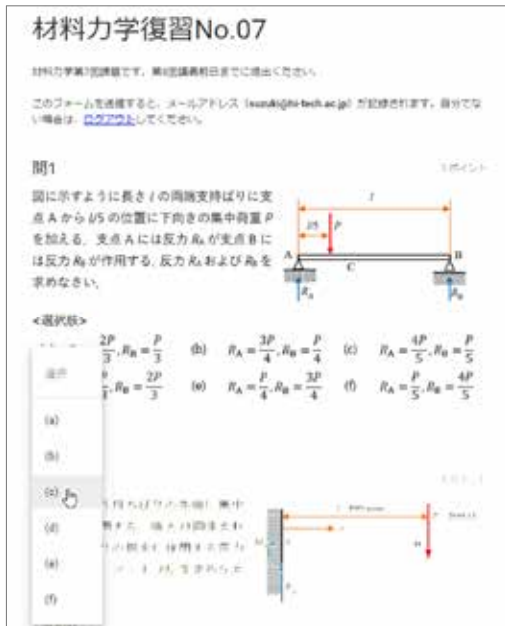 材料力学復習No.07
材料力学第7回課題です。第8回講義前日までに提出ください。
このフォームを送信すると、メールアドレス (suzuki@hi-tech.ac.jp) が記録されます。自分でな
い場合は、ログアウトしてください。
問1
図に示すように長さ l の両端支持ばりに支
点 A から l/5 の位置に下向きの集中荷重 P
を加える。支点 A には反力 RA が支点 B に
は反力 RB が作用する。反力 RA および RB を
求めなさい。
l
l/5 P
A B
C
RA RB
<選択肢>
2P/3, RB = P/3 (b) RA = 3P/4, RB = P/4 (c) RA = 4P/5, RB = P/5
RB = 2P/3 (e) RA = P/4, RB = 3P/4 (f) RA = P/5, RB = 4P/5
選択
(a)
(b)
(c)
(d)
(e)
(f)